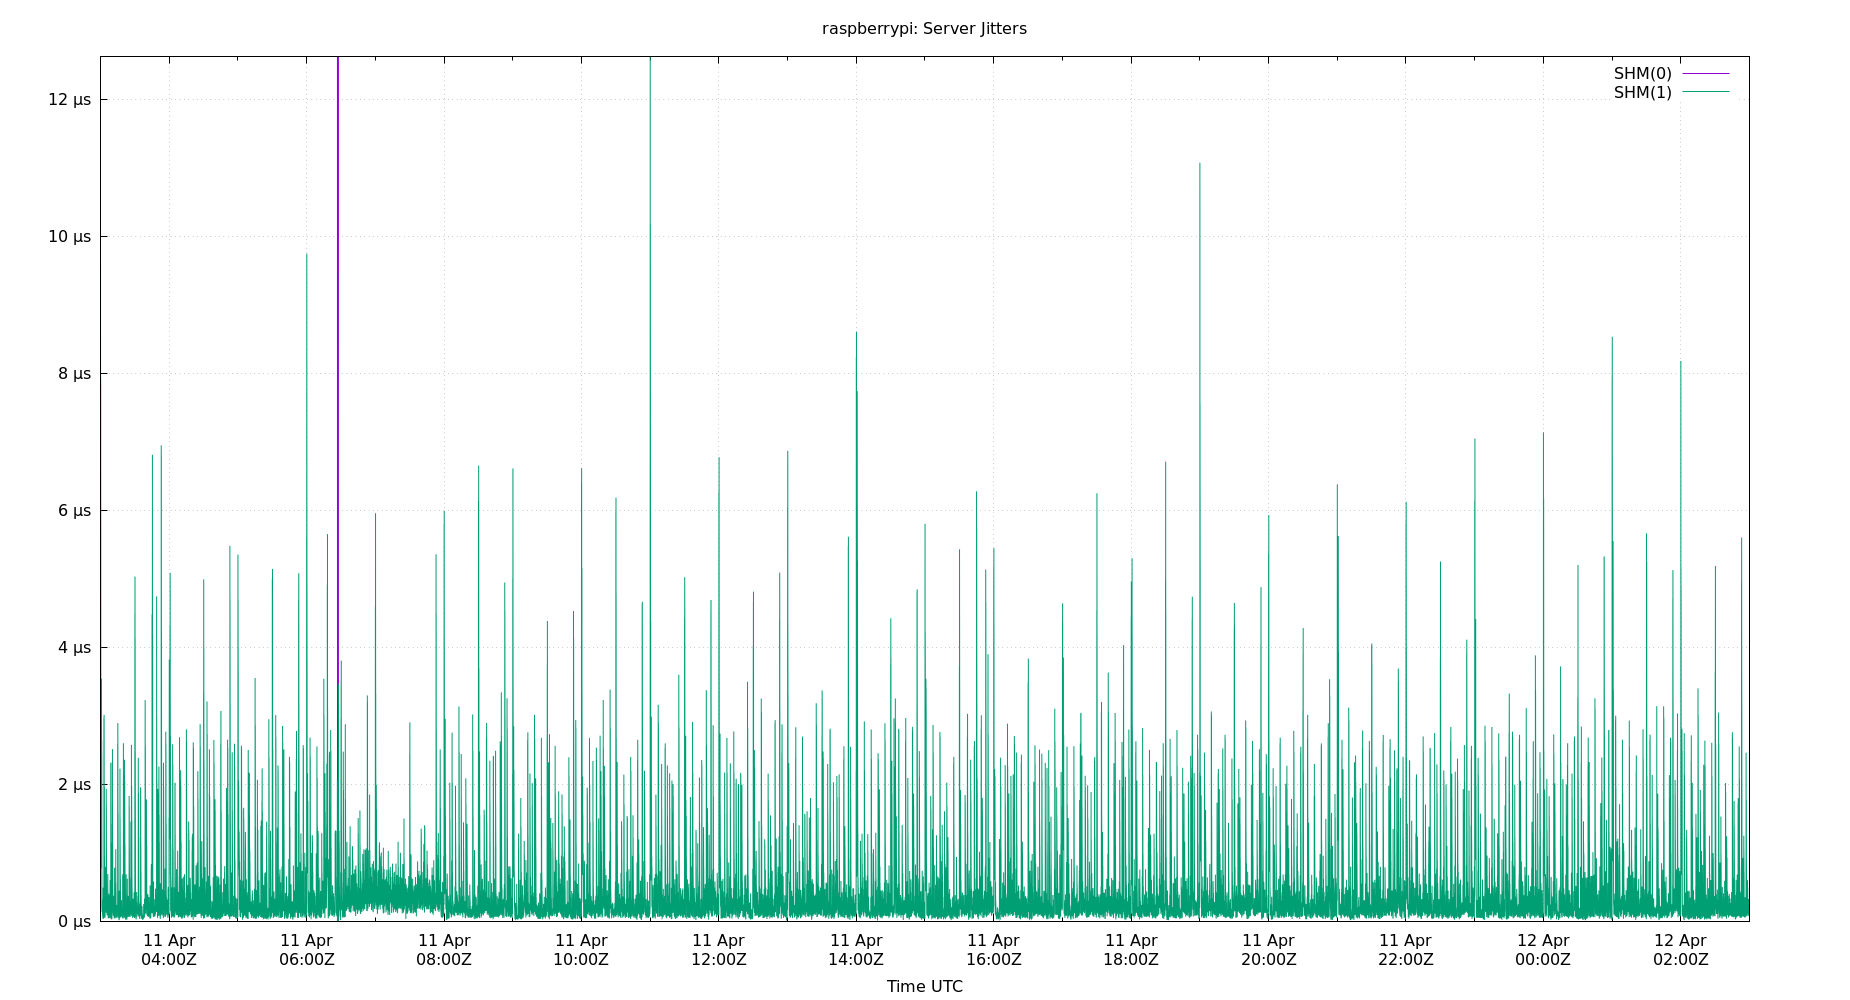 raspberrypi: Server Jitters
SHM(0)
SHM(1)
12 µs
10 µs
8 µs
6 µs
4 µs
2 µs
0 µs
11 Apr 11 Apr 11 Apr 11 Apr 11 Apr 11 Apr 11 Apr 11 Apr 11 Apr 11 Apr 12 Apr 12 Apr
04:00Z 06:00Z 08:00Z 10:00Z 12:00Z 14:00Z 16:00Z 18:00Z 20:00Z 22:00Z 00:00Z 02:00Z
Time UTC